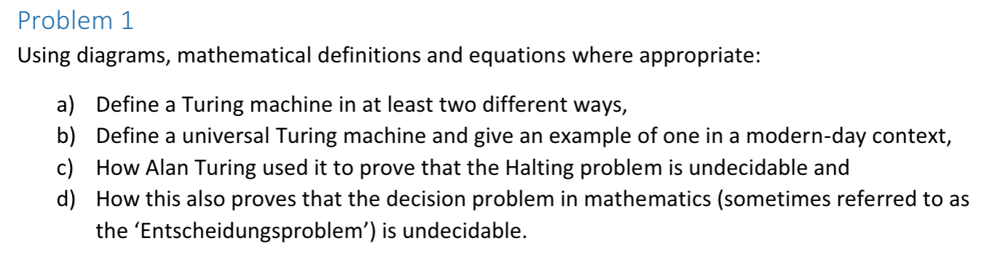 Problem 1
Using diagrams, mathematical definitions and equations where appropriate:
a) Define a Turing machine in at least two different ways,
b) Define a universal Turing machine and give an example of one in a modern-day context,
c) How Alan Turing used it to prove that the Halting problem is undecidable and
d) How this also proves that the decision problem in mathematics (sometimes referred to as
the ‘Entscheidungsproblem’) is undecidable.